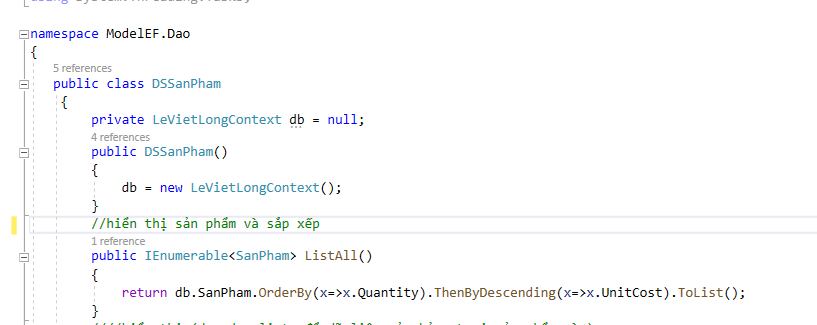 namespace ModelEF.Dao
{
5 references
public class DSSanPham
{
private LeVietLongContext db = null;
4 references
public DSSanPham()
{
db = new LeVietLongContext();
}
//hiển thị sản phẩm và sắp xếp
1 reference
public IEnumerable<SanPham> ListAll()
{
return db.SanPham.OrderBy(x=>x.Quantity).ThenByDescending(x=>x.UnitCost).ToList();
}